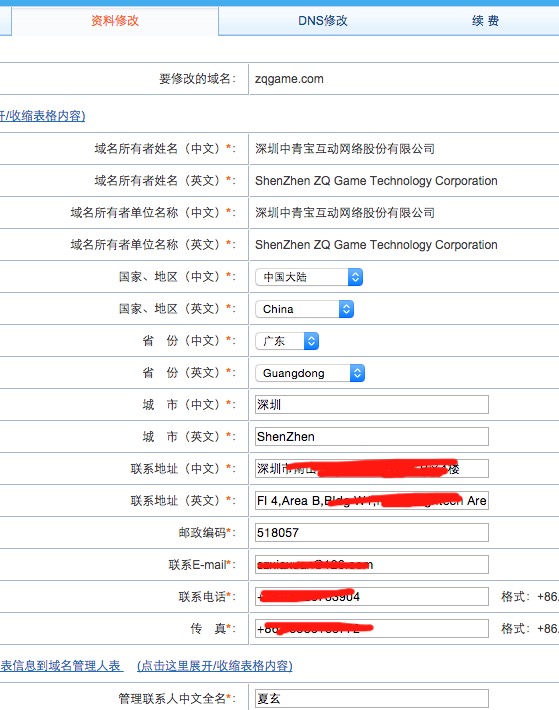 资料修改 DNS修改 续 费
要修改的域名： zqgame.com
开/收缩表格内容)
域名所有者姓名（中文）*： 深圳中青宝互动网络股份有限公司
域名所有者姓名（英文）*： ShenZhen ZQ Game Technology Corporation
域名所有者单位名称（中文）*： 深圳中青宝互动网络股份有限公司
域名所有者单位名称（英文）*： ShenZhen ZQ Game Technology Corporation
国家、地区（中文）*： 中国大陆
国家、地区（英文）*： China
省 份（中文）*： 广东
省 份（英文）*： Guangdong
城 市（中文）*： 深圳
城 市（英文）*： ShenZhen
联系地址（中文）*： 深圳市南山 楼
联系地址（英文）*： Fl 4,Area B,Bldg Are
邮政编码*： 518057
联系E-mail*：
联系电话*： + 3904 格式：+86.
传 真*： +86 格式：+86.
表信息到域名管理人表 (点击这里展开/收缩表格内容)
管理联系人中文全名*： 夏玄